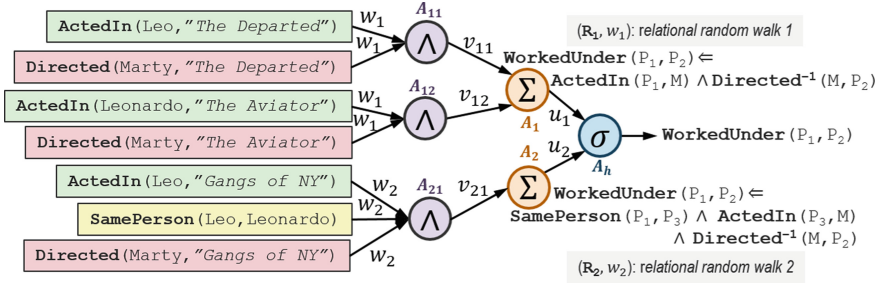 ActedIn(Leo,"The Departed")
Directed(Marty,"The Departed")
ActedIn(Leonardo,"The Aviator")
Directed(Marty,"The Aviator")
ActedIn(Leo,"Gangs of NY")
SamePerson(Leo,Leonardo)
Directed(Marty,"Gangs of NY")
w₁
w₁
w₁
w₁
w₂
w₂
w₂
A₁₁
∧
A₁₂
∧
A₂₁
∧
v₁₁
v₁₂
v₂₁
Σ
A₁
A₂
Σ
u₁
u₂
σ
Aₕ
(R₁, w₁): relational random walk 1
WorkedUnder(P₁,P₂)⇐
ActedIn(P₁,M) ∧Directed⁻¹(M,P₂)
WorkedUnder(P₁,P₂)
WorkedUnder(P₁,P₂)⇐
SamePerson(P₁,P₃) ∧ ActedIn(P₃,M)
∧ Directed⁻¹(M,P₂)
(R₂, w₂): relational random walk 2